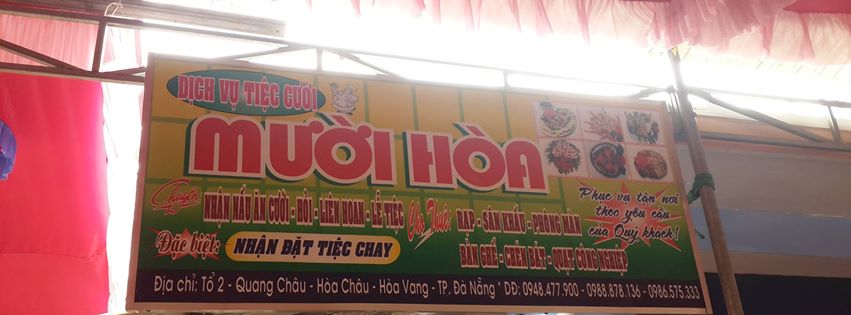 DỊCH VỤ TIỆC CƯỚI
MƯỜI HÒA
Chuyên NHẬN NẤU ĂN CƯỚI - HỎI - LIÊN HOAN - LỄ TIỆC
Cho Thuê RẠP - SÂN KHẤU - PHÔNG MÀN
BÀN GHẾ - CHÉN BÁT - QUẠT CÔNG NGHIỆP
Phục vụ tận nơi
theo yêu cầu
của Quý khách!
Đặc biệt: NHẬN ĐẶT TIỆC CHAY
Địa chỉ: Tổ 2 - Quang Châu - Hòa Châu - Hòa Vang - TP. Đà Nẵng * DĐ: 0948.477.900 - 0988.878.136 - 0986.575.333